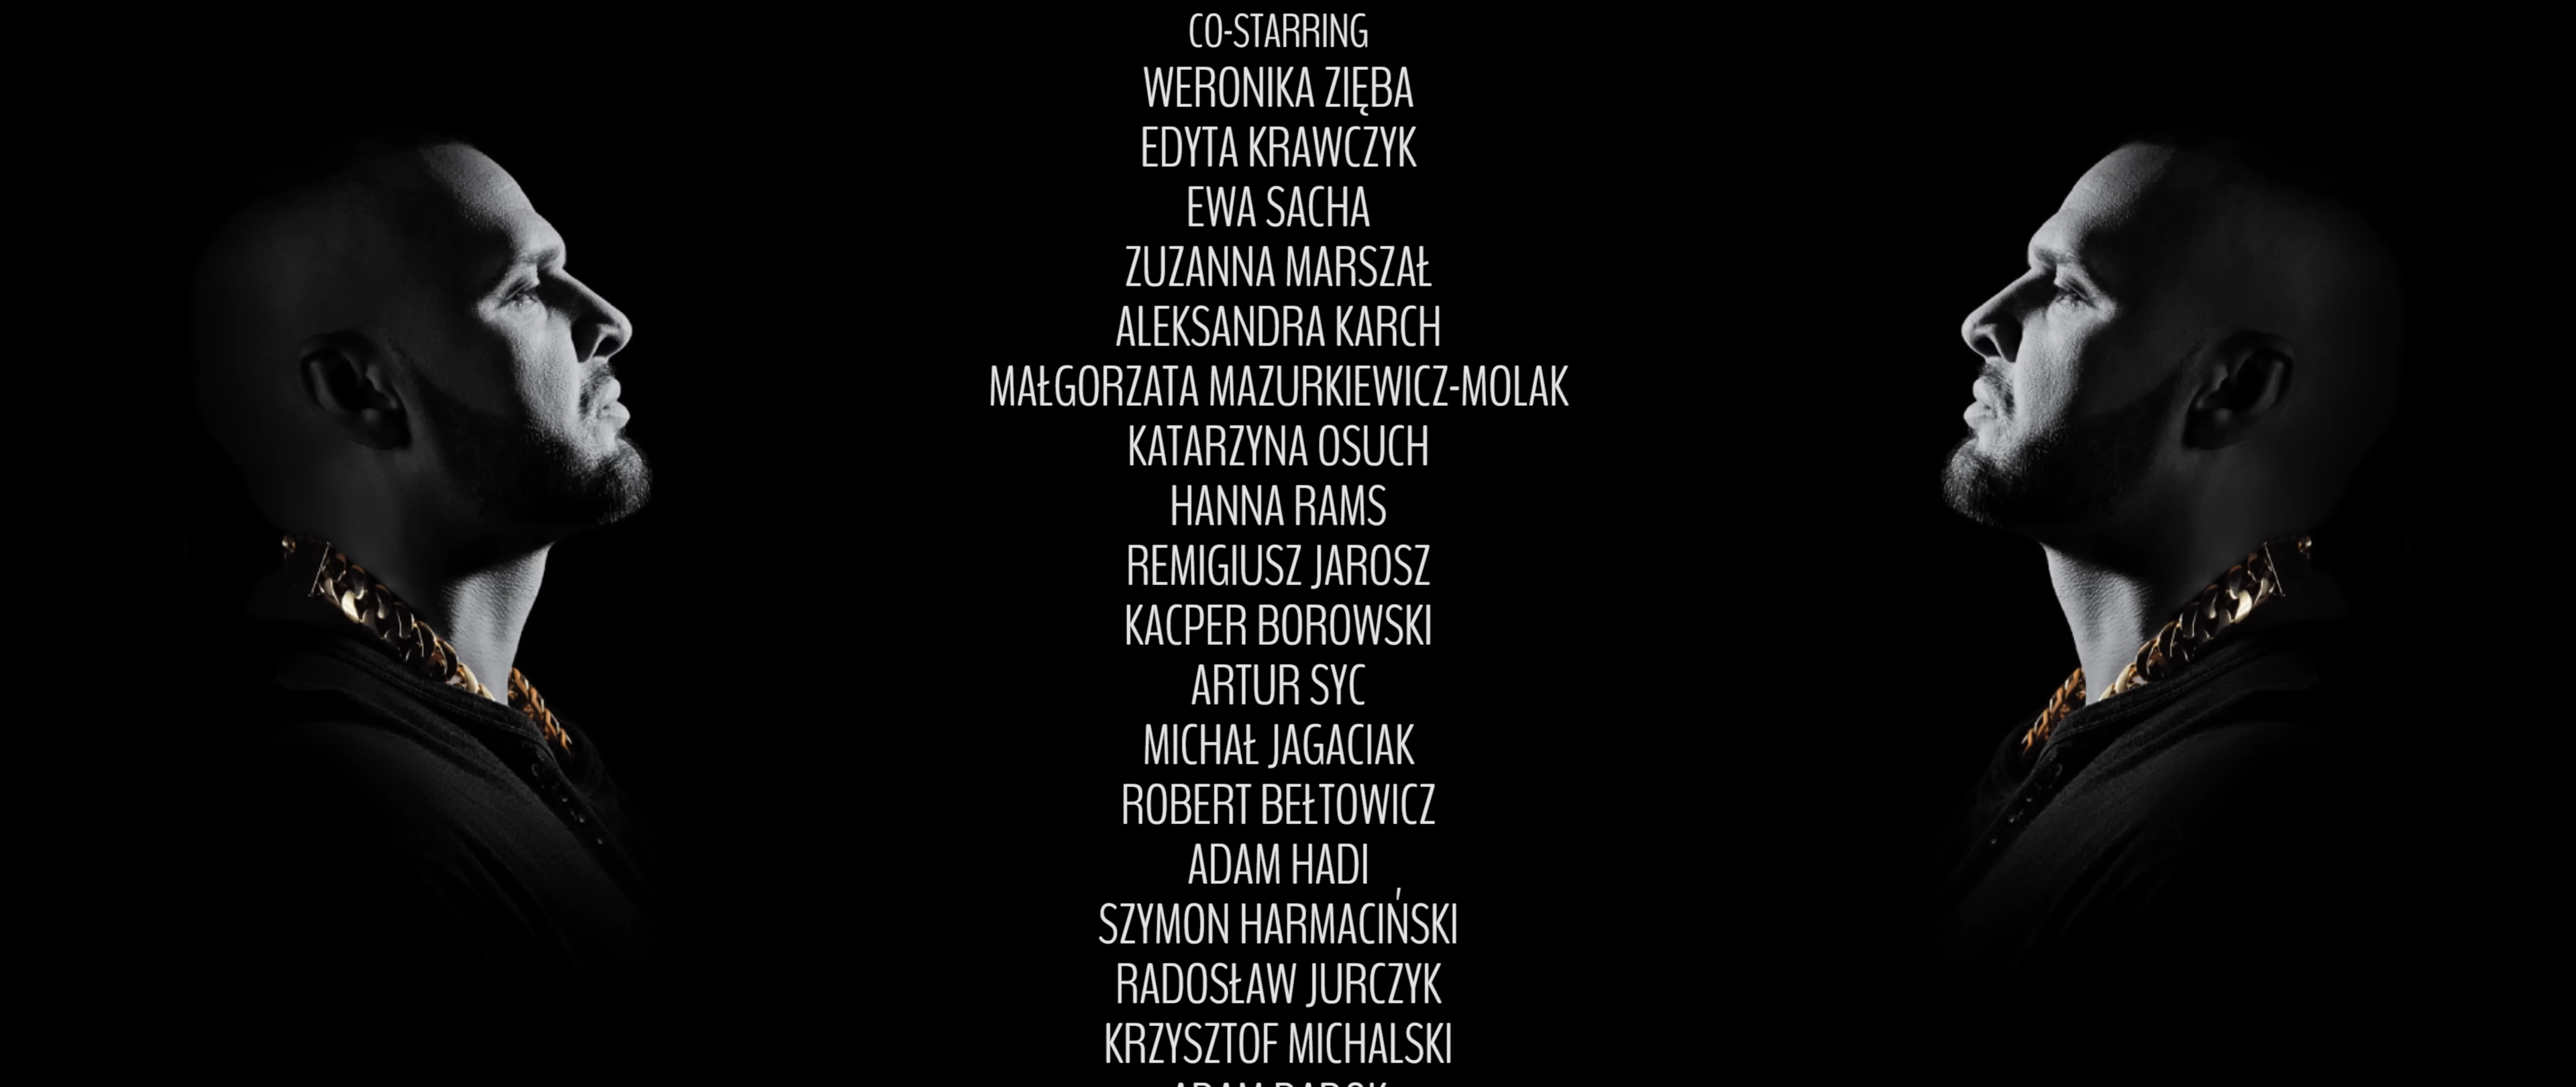 CO-STARRING
WERONIKA ZIĘBA
EDYTA KRAWCZYK
EWA SACHA
ZUZANNA MARSZAŁ
ALEKSANDRA KARCH
MAŁGORZATA MAZURKIEWICZ-MOLAK
KATARZYNA OSUCH
HANNA RAMS
REMIGIUSZ JAROSZ
KACPER BOROWSKI
ARTUR SYC
MICHAŁ JAGACIAK
ROBERT BEŁTOWICZ
ADAM HADI
SZYMON HARMACIŃSKI
RADOSŁAW JURCZYK
KRZYSZTOF MICHALSKI
ADAM